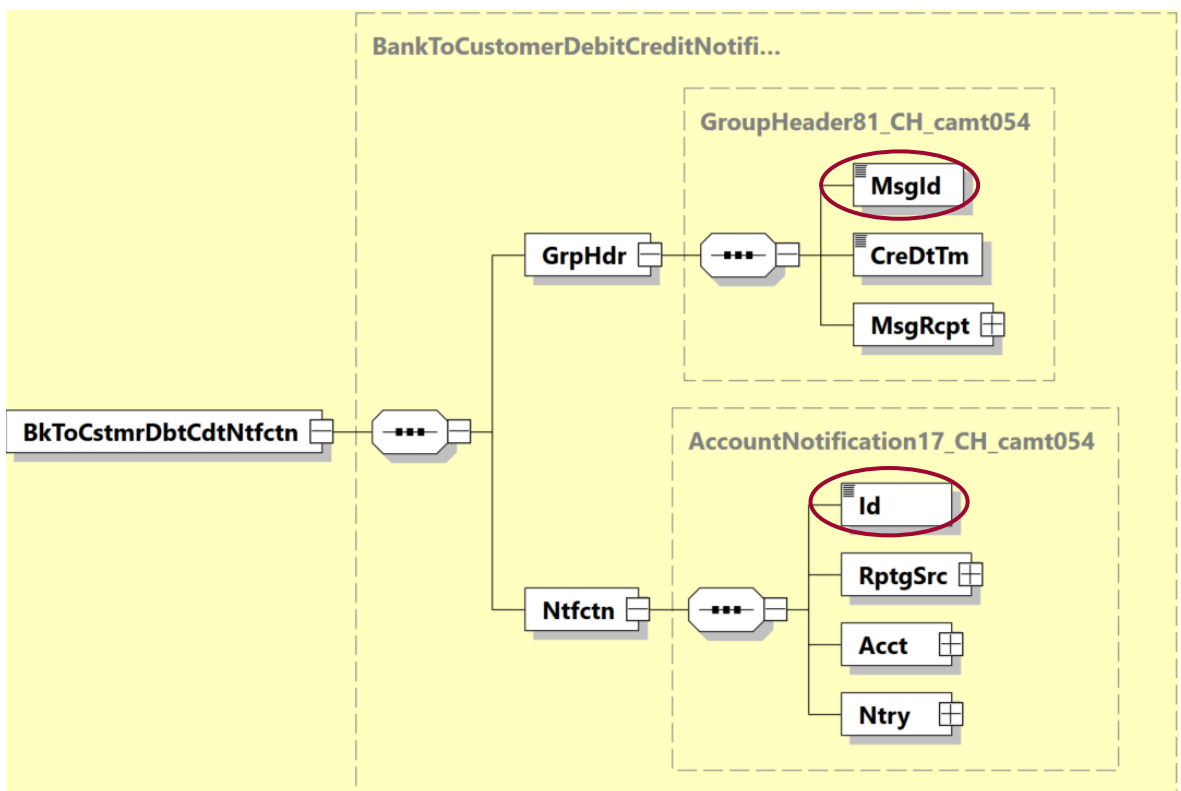 BankToCustomerDebitCreditNotifi...
GroupHeader81_CH_camt054
MsgId
GrpHdr
CreDtTm
MsgRcpt
BkToCstmrDbtCdtNtfctn
AccountNotification17_CH_camt054
Id
RptgSrc
Ntfctn
Acct
Ntry